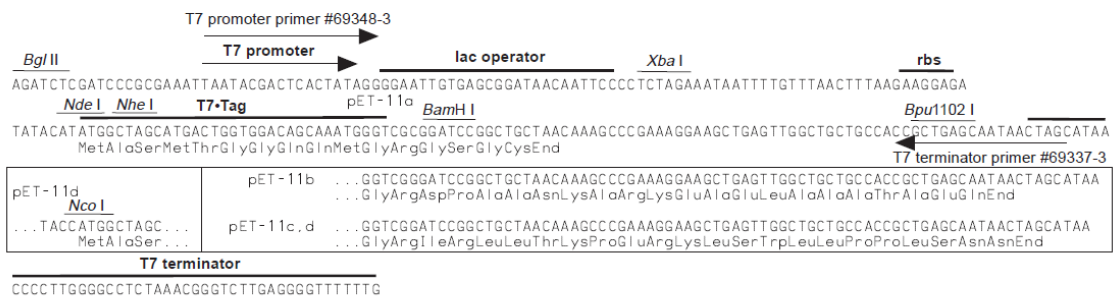 T7 promoter primer #69348-3
Bgl II T7 promoter lac operator Xba I rbs
AGATCTCGATCCCGCGAAATTAATACGACTCACTATAGGGGAATTGTGAGCGGATAACAATTCCCCTCTAGAAATAATTTTGTTTAACTTTAAGAAGGAGA
Nde I Nhe I T7•Tag pET-11a BamH I Bpu1102 I
TATACATATGGCTAGCATGACTGGTGGACAGCAAATGGGTCGCGGATCCGGCTGCTAACAAAGCCCGAAAGGAAGCTGAGTTGGCTGCTGCCACCGCTGAGCAATAACTAGCATAA
MetAlaSerMetThrGlyGlyGlnGlnMetGlyArgGlySerGlyCysEnd
T7 terminator primer #69337-3
pET-11d pET-11b ...GGTCGGGATCCGGCTGCTAACAAAGCCCGAAAGGAAGCTGAGTTGGCTGCTGCCACCGCTGAGCAATAACTAGCATAA
Nco I GlyArgAspProAlaAlaAsnLysAlaArgLysGluAlaGluLeuAlaAlaAlaThrAlaGluGlnEnd
...TACCATGGCTAGC... pET-11c,d ...GGTCGGATCCGGCTGCTAACAAAGCCCGAAAGGAAGCTGAGTTGGCTGCTGCCACCGCTGAGCAATAACTAGCATAA
MetAlaSer... GlyArgIleArgLeuLeuThrLysProGluArgLysLeuSerTrpLeuLeuProProLeuSerAsnAsnEnd
T7 terminator
CCCCTTGGGGCCTCTAAACGGGTCTTGAGGGGTTTTTTG